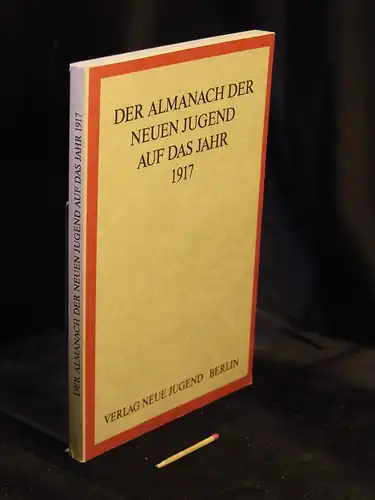 DER ALMANACH DER
NEUEN JUGEND
AUF DAS JAHR
1917
VERLAG NEUE JUGEND BERLIN
DER ALMANACH DER NEUEN JUGEND AUF DAS JAHR 1917